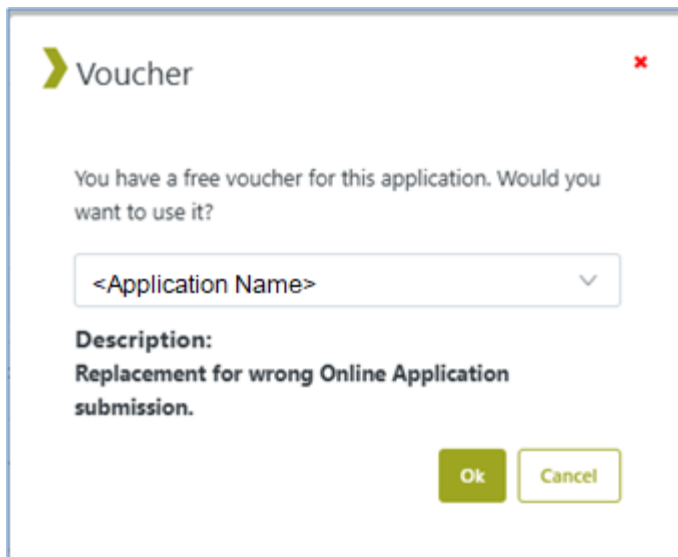 Voucher
You have a free voucher for this application. Would you
want to use it?
<Application Name>
Description:
Replacement for wrong Online Application
submission.
Ok
Cancel